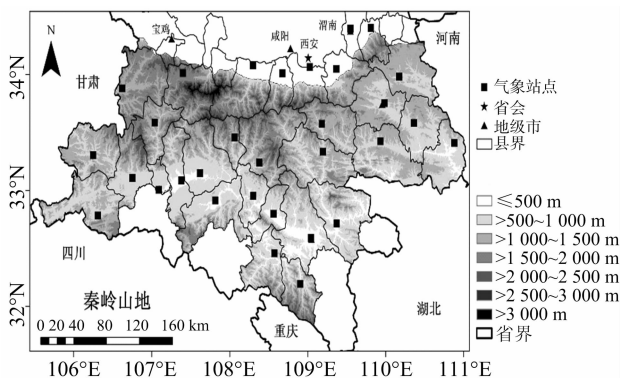 N
宝鸡
咸阳
西安
渭南
河南
甘肃
四川
秦岭山地
重庆
湖北
34°N
33°N
32°N
0 20 40 80 120 160 km
106°E 107°E 108°E 109°E 110°E 111°E
气象站点
省会
地级市
县界
≤500 m
>500~1 000 m
>1 000~1 500 m
>1 500~2 000 m
>2 000~2 500 m
>2 500~3 000 m
>3 000 m
省界